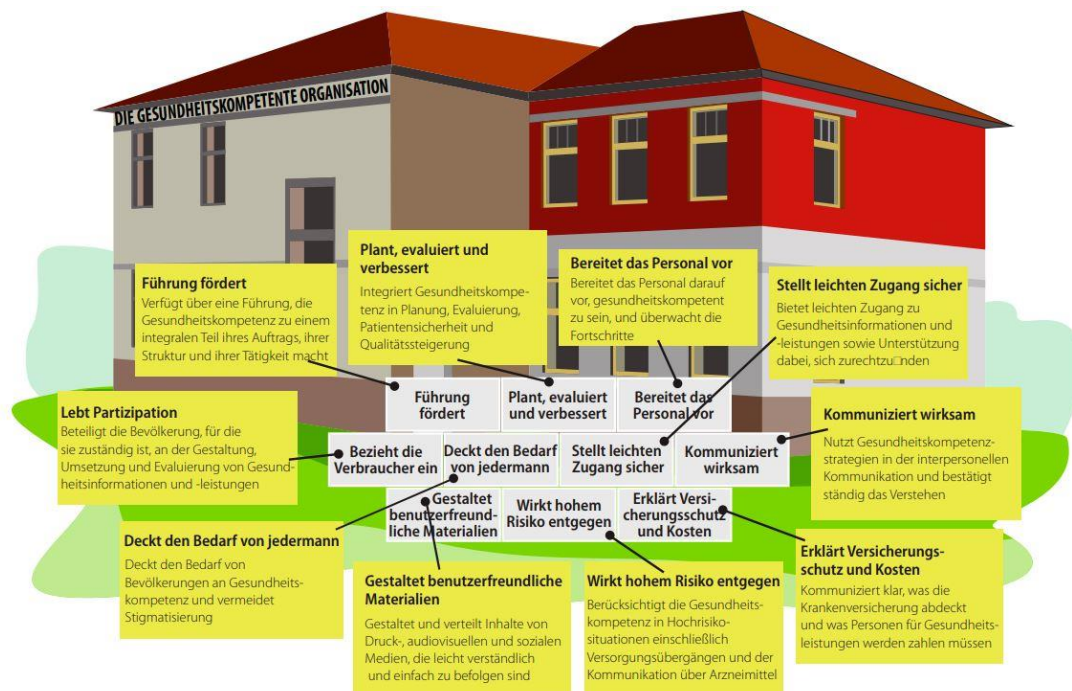 DIE GESUNDHEITSKOMPETENTE ORGANISATION
Führung fördert
Verfügt über eine Führung, die
Gesundheitskompetenz zu einem
integralen Teil ihres Auftrags, ihrer
Struktur und ihrer Tätigkeit macht
Plant, evaluiert und
verbessert
Integriert Gesundheitskompe-
tenz in Planung, Evaluierung,
Patientensicherheit und
Qualitätssteigerung
Bereitet das Personal vor
Bereitet das Personal darauf
vor, gesundheitskompetent
zu sein, und überwacht die
Fortschritte
Stellt leichten Zugang sicher
Bietet leichten Zugang zu
Gesundheitsinformationen und
-leistungen sowie Unterstützung
dabei, sich zurechtzu□nden
Führung
fördert
Plant, evaluiert
und verbessert
Bereitet das
Personal vor
Bezieht die
Verbraucher ein
Deckt den Bedarf
von jedermann
Stellt leichten
Zugang sicher
Kommuniziert
wirksam
Gestaltet
benutzerfreund-
liche Materialien
Wirkt hohem
Risiko entgegen
Erklärt Versi-
cherungsschutz
und Kosten
Lebt Partizipation
Beteiligt die Bevölkerung, für die
sie zuständig ist, an der Gestaltung,
Umsetzung und Evaluierung von Gesund-
heitsinformationen und -leistungen
Kommuniziert wirksam
Nutzt Gesundheitskompetenz-
strategien in der interpersonellen
Kommunikation und bestätigt
ständig das Verstehen
Deckt den Bedarf von jedermann
Deckt den Bedarf von
Bevölkerungen an Gesundheits-
kompetenz und vermeidet
Stigmatisierung
Gestaltet benutzerfreundliche
Materialien
Gestaltet und verteilt Inhalte von
Druck-, audiovisuellen und sozialen
Medien, die leicht verständlich
und einfach zu befolgen sind
Wirkt hohem Risiko entgegen
Berücksichtigt die Gesundheits-
kompetenz in Hochrisiko-
situationen einschließlich
Versorgungsübergängen und der
Kommunikation über Arzneimittel
Erklärt Versicherungs-
schutz und Kosten
Kommuniziert klar, was die
Krankenversicherung abdeckt
und was Personen für Gesundheits-
leistungen werden zahlen müssen